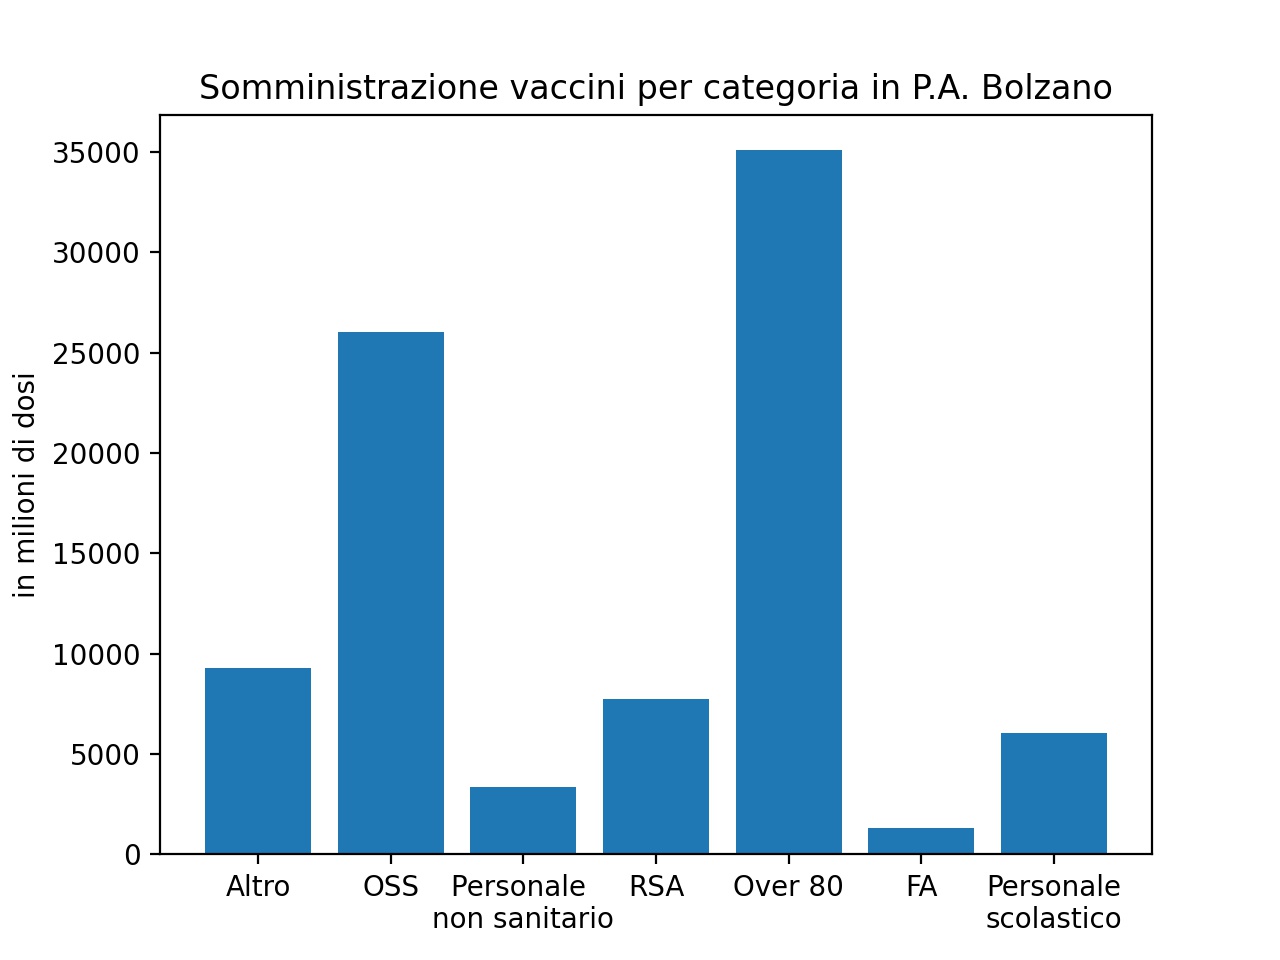 Somministrazione vaccini per categoria in P.A. Bolzano
in milioni di dosi
35000
30000
25000
20000
15000
10000
5000
0
Altro
OSS
Personale
non sanitario
RSA
Over 80
FA
Personale
scolastico